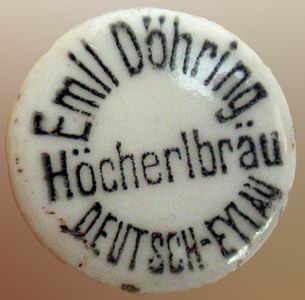 Emil Döhring
Höcherlbräu
DEUTSCH-EYLAU